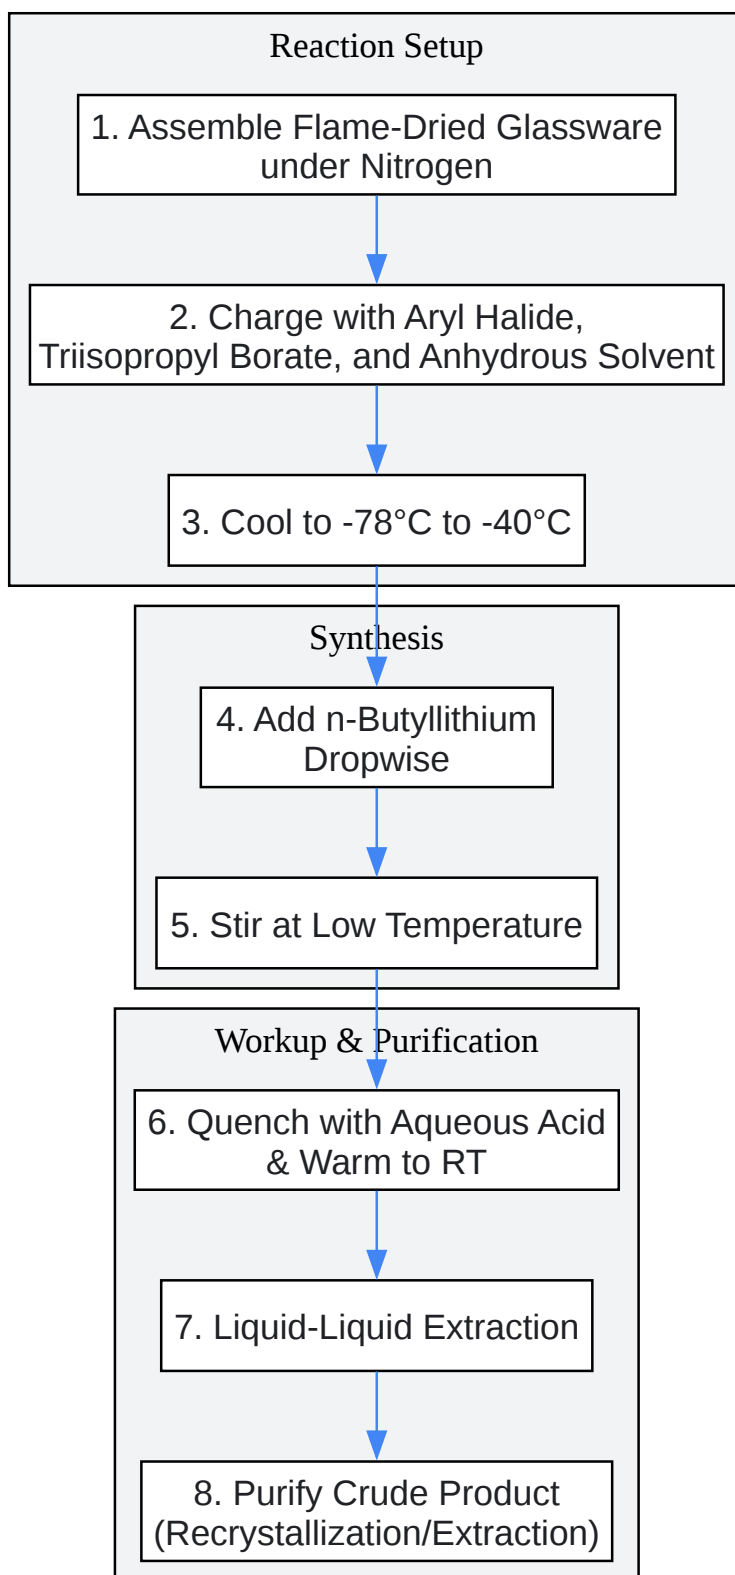 Reaction Setup
1. Assemble Flame-Dried Glassware
under Nitrogen
2. Charge with Aryl Halide,
Triisopropyl Borate, and Anhydrous Solvent
3. Cool to -78°C to -40°C
Synthesis
4. Add n-Butyllithium
Dropwise
5. Stir at Low Temperature
Workup & Purification
6. Quench with Aqueous Acid
& Warm to RT
7. Liquid-Liquid Extraction
8. Purify Crude Product
(Recrystallization/Extraction)